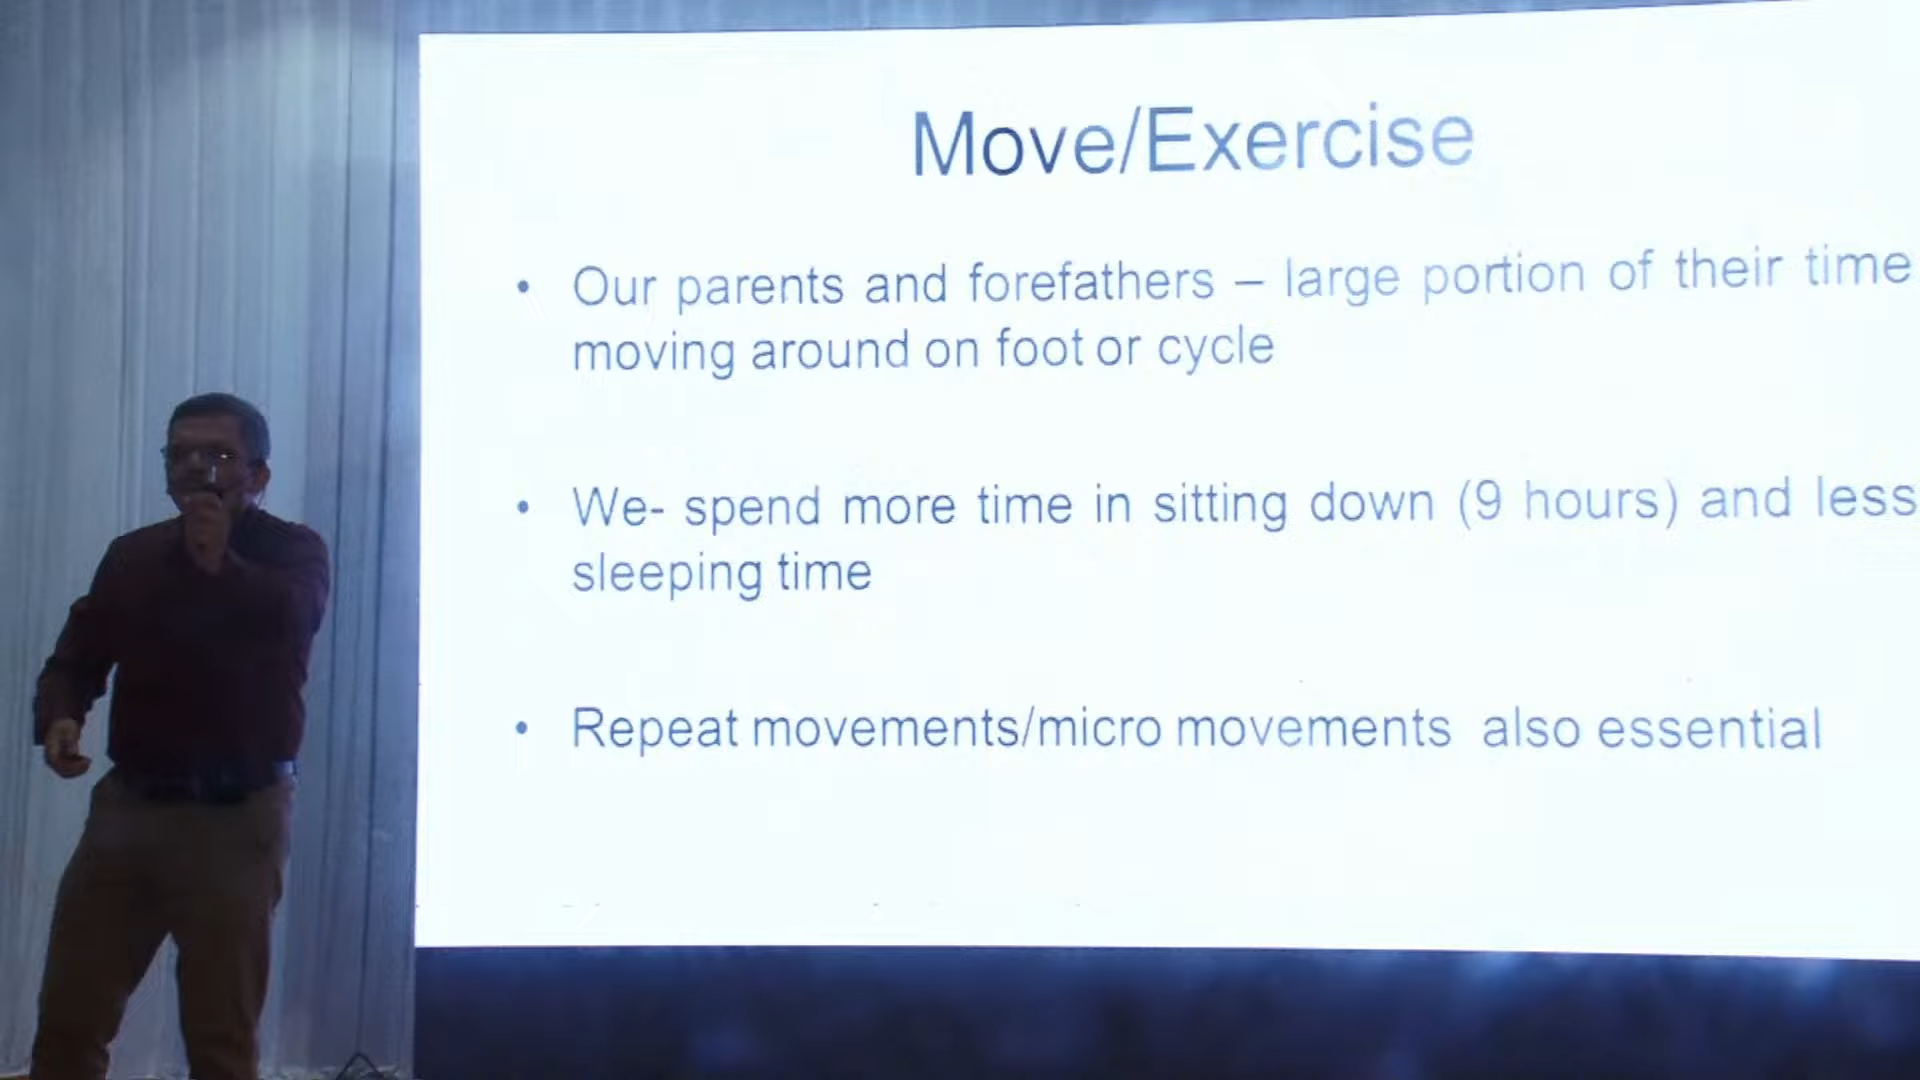 Move/Exercise
• Our parents and forefathers – large portion of their time
moving around on foot or cycle
• We- spend more time in sitting down (9 hours) and less
sleeping time
• Repeat movements/micro movements also essential